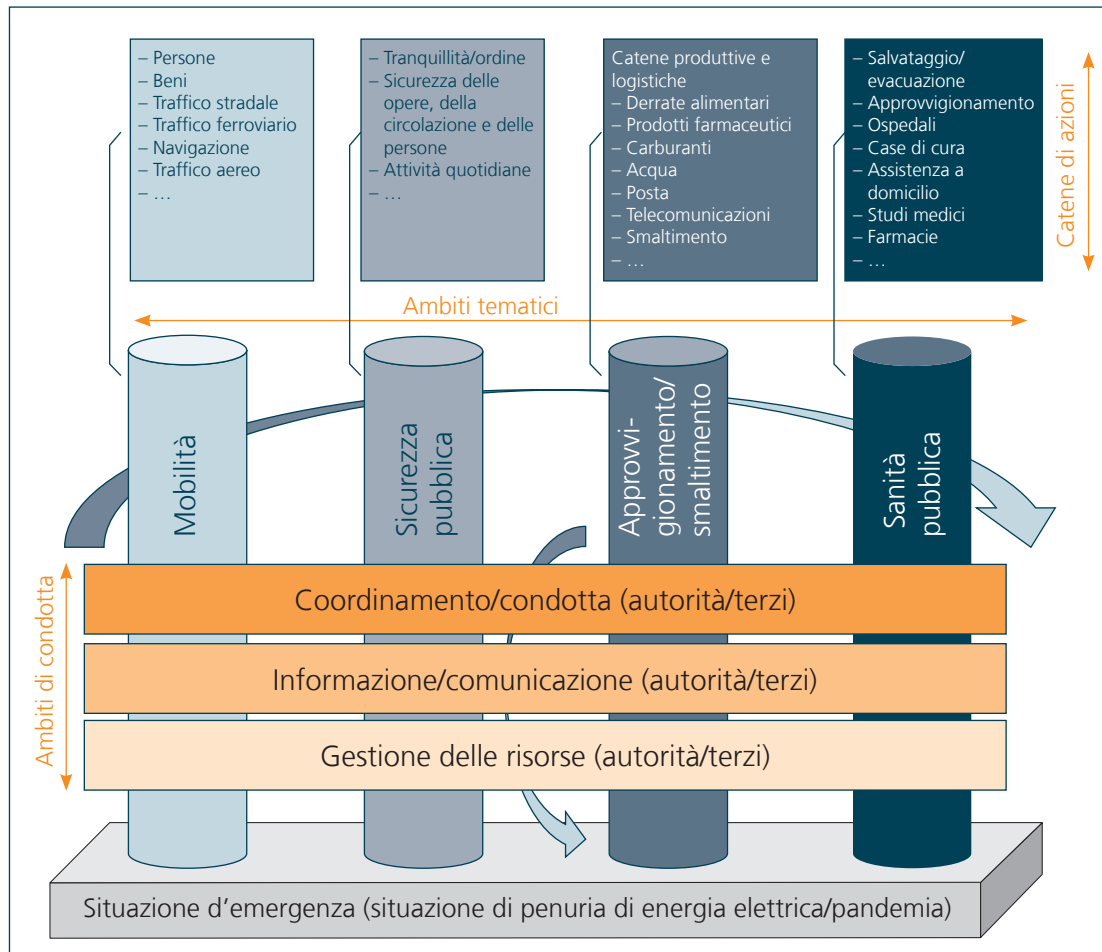 – Persone
– Beni
– Traffico stradale
– Traffico ferroviario
– Navigazione
– Traffico aereo
– …
– Tranquillità/ordine
– Sicurezza delle
opere, della
circolazione e delle
persone
– Attività quotidiane
– …
Catene produttive e
logistiche
– Derrate alimentari
– Prodotti farmaceutici
– Carburanti
– Acqua
– Posta
– Telecomunicazioni
– Smaltimento
– …
– Salvataggio/
evacuazione
– Approvvigionamento
– Ospedali
– Case di cura
– Assistenza a
domicilio
– Studi medici
– Farmacie
– …
Catene di azioni
Ambiti tematici
Mobilità
Sicurezza
pubblica
Approvvi-
gionamento/
smaltimento
Sanità
pubblica
Ambiti di condotta
Coordinamento/condotta (autorità/terzi)
Informazione/comunicazione (autorità/terzi)
Gestione delle risorse (autorità/terzi)
Situazione d’emergenza (situazione di penuria di energia elettrica/pandemia)